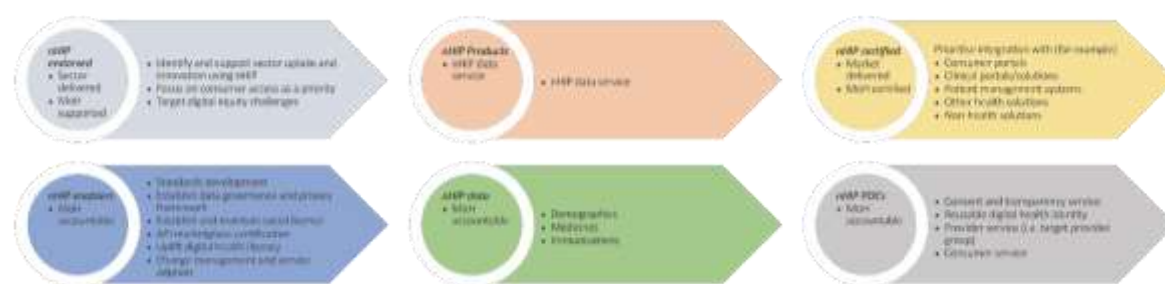 nHIP
endorsed
• Sector
delivered
• MoH
supported
• Identify and support sector uptake and
innovation using nHIP
• Focus on consumer access as a priority
• Target digital equity challenges
nHIP Products
• nHIP data
service
• nHIP data service
nHIP certified
• Market
delivered
• MoH certified
Prioritise integration with (for example)
• Consumer portals
• Clinical portals/solutions
• Patient management systems
• Other health solutions
• Non health solutions
nHIP enablers
• MoH
accountable
• Standards development
• Establish data governance and privacy
framework
• Establish and maintain social licence
• API marketplace certification
• Uplift digital health literacy
• Change management and service
adoption
nHIP data
• MoH
accountable
• Demographics
• Medicines
• Immunisations
nHIP
• MoH
accountable
• Consent and transparency service
• Reusable digital health identity
• Provider service (i.e. target provider
group)
• Consumer service